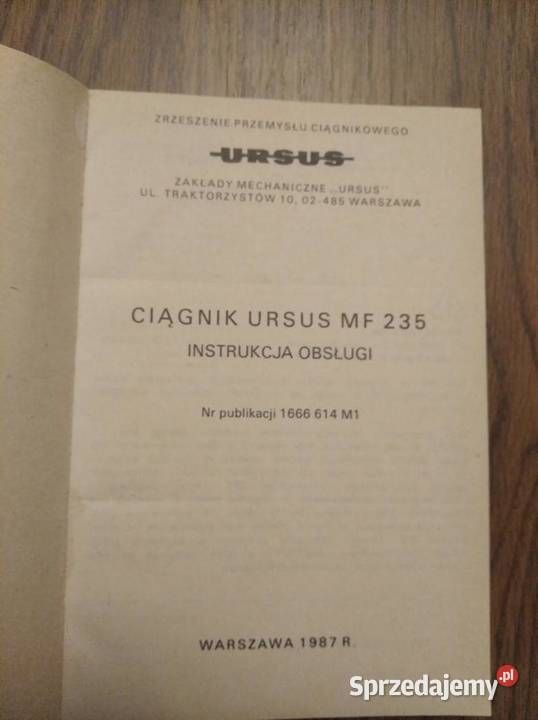 ZRZESZENIE PRZEMYSŁU CIĄGNIKOWEGO
URSUS
ZAKŁADY MECHANICZNE ,,URSUS''
UL. TRAKTORZYSTÓW 10, 02-485 WARSZAWA
CIĄGNIK URSUS MF 235
INSTRUKCJA OBSŁUGI
Nr publikacji 1666 614 M1
WARSZAWA 1987 R.
Sprzedajemy.pl